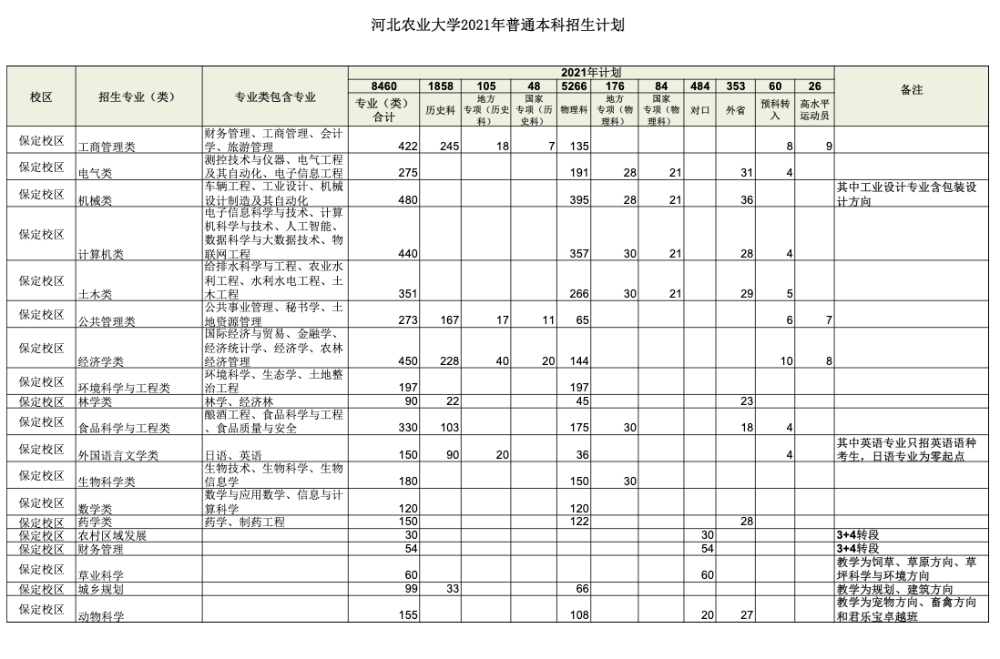 河北农业大学2021年普通本科招生计划
校区 招生专业（类） 专业类包含专业 2021年计划 备注
8460 1858 105 48 5266 176 84 484 353 60 26
专业（类）合计 历史科 地方专项（历史科） 国家专项（历史科） 物理科 地方专项（物理科） 国家专项（物理科） 对口 外省 预科转入 高水平运动员
保定校区 工商管理类 财务管理、工商管理、会计学、旅游管理 422 245 18 7 135 8 9
保定校区 电气类 测控技术与仪器、电气工程及其自动化、电子信息工程 275 191 28 21 31 4
保定校区 机械类 车辆工程、工业设计、机械设计制造及其自动化 480 395 28 21 36 其中工业设计专业含包装设计方向
保定校区 计算机类 电子信息科学与技术、计算机科学与技术、人工智能、数据科学与大数据技术、物联网工程 440 357 30 21 28 4
保定校区 土木类 给排水科学与工程、农业水利工程、水利水电工程、土木工程 351 266 30 21 29 5
保定校区 公共管理类 公共事业管理、秘书学、土地资源管理 273 167 17 11 65 6 7
保定校区 经济学类 国际经济与贸易、金融学、经济统计学、经济学、农林经济管理 450 228 40 20 144 10 8
保定校区 环境科学与工程类 环境科学、生态学、土地整治工程 197 197
保定校区 林学类 林学、经济林 90 22 45 23
保定校区 食品科学与工程类 酿酒工程、食品科学与工程、食品质量与安全 330 103 175 30 18 4
保定校区 外国语言文学类 日语、英语 150 90 20 36 4 其中英语专业只招英语语种考生，日语专业为零起点
保定校区 生物科学类 生物技术、生物科学、生物信息学 180 150 30
保定校区 数学类 数学与应用数学、信息与计算科学 120 120
保定校区 药学类 药学、制药工程 150 122 28
保定校区 农村区域发展 30 30 3+4转段
保定校区 财务管理 54 54 3+4转段
保定校区 草业科学 60 60 教学为饲草、草原方向、草坪科学与环境方向
保定校区 城乡规划 99 33 66 教学为规划、建筑方向
保定校区 动物科学 155 108 20 27 教学为宠物方向、畜禽方向和君乐宝卓越班